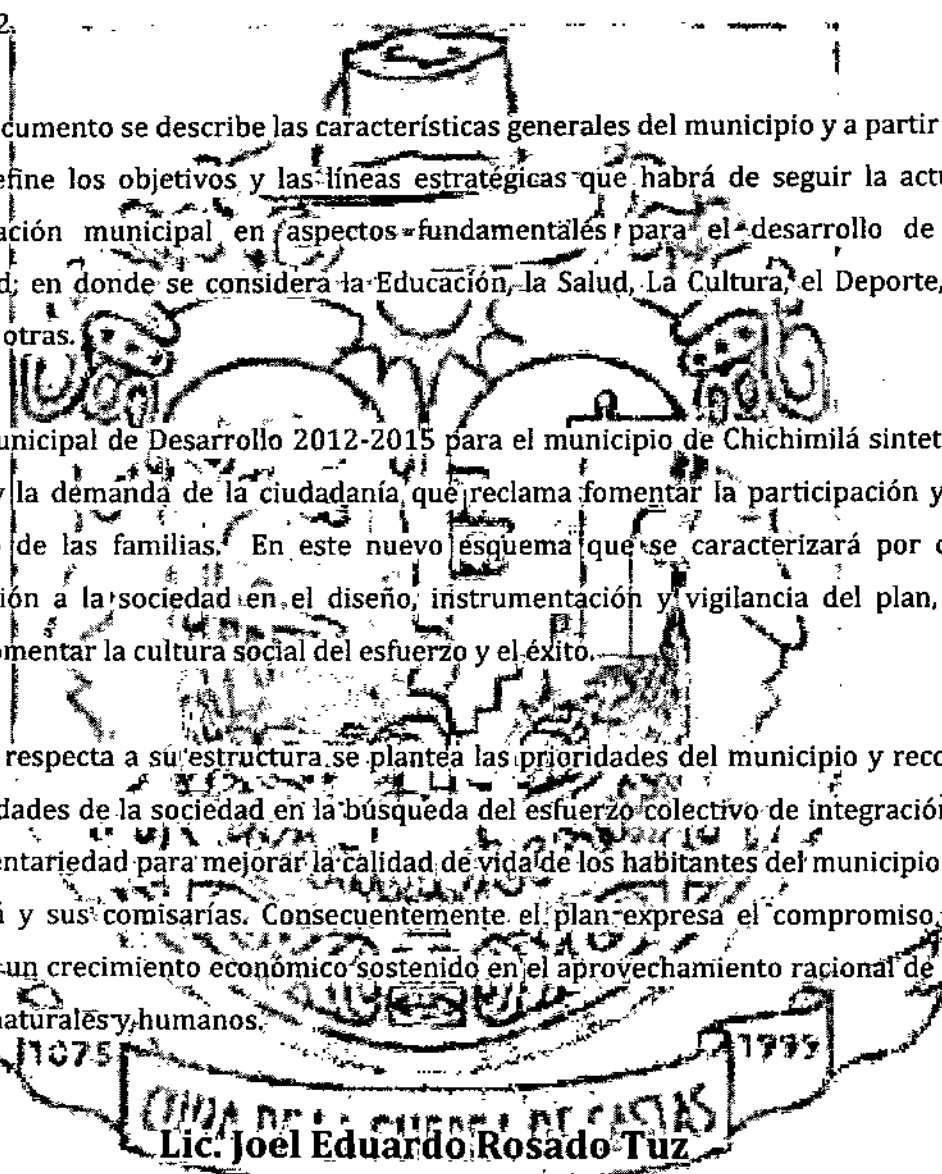 2.
cumento se describe las características generales del municipio y a partir
efine los objetivos y las líneas estratégicas que habrá de seguir la actu
ación municipal en aspectos fundamentales para el desarrollo de
d; en donde se considera la Educación, la Salud, La Cultura, el Deporte,
otras.
unicipal de Desarrollo 2012-2015 para el municipio de Chichimilá sintet
y la demanda de la ciudadanía que reclama fomentar la participación y
de las familias. En este nuevo esquema que se caracterizará por d
ión a la sociedad en el diseño, instrumentación y vigilancia del plan,
omentar la cultura social del esfuerzo y el éxito.
respecta a su estructura se plantea las prioridades del municipio y reco
dades de la sociedad en la búsqueda del esfuerzo colectivo de integración
entariedad para mejorar la calidad de vida de los habitantes del municipio
á y sus comisarías. Consecuentemente el plan expresa el compromiso
un crecimiento económico sostenido en el aprovechamiento racional de
naturales y humanos.
DE LA GUERRA DE CASTAS
Lic. Joel Eduardo Rosado Tuz